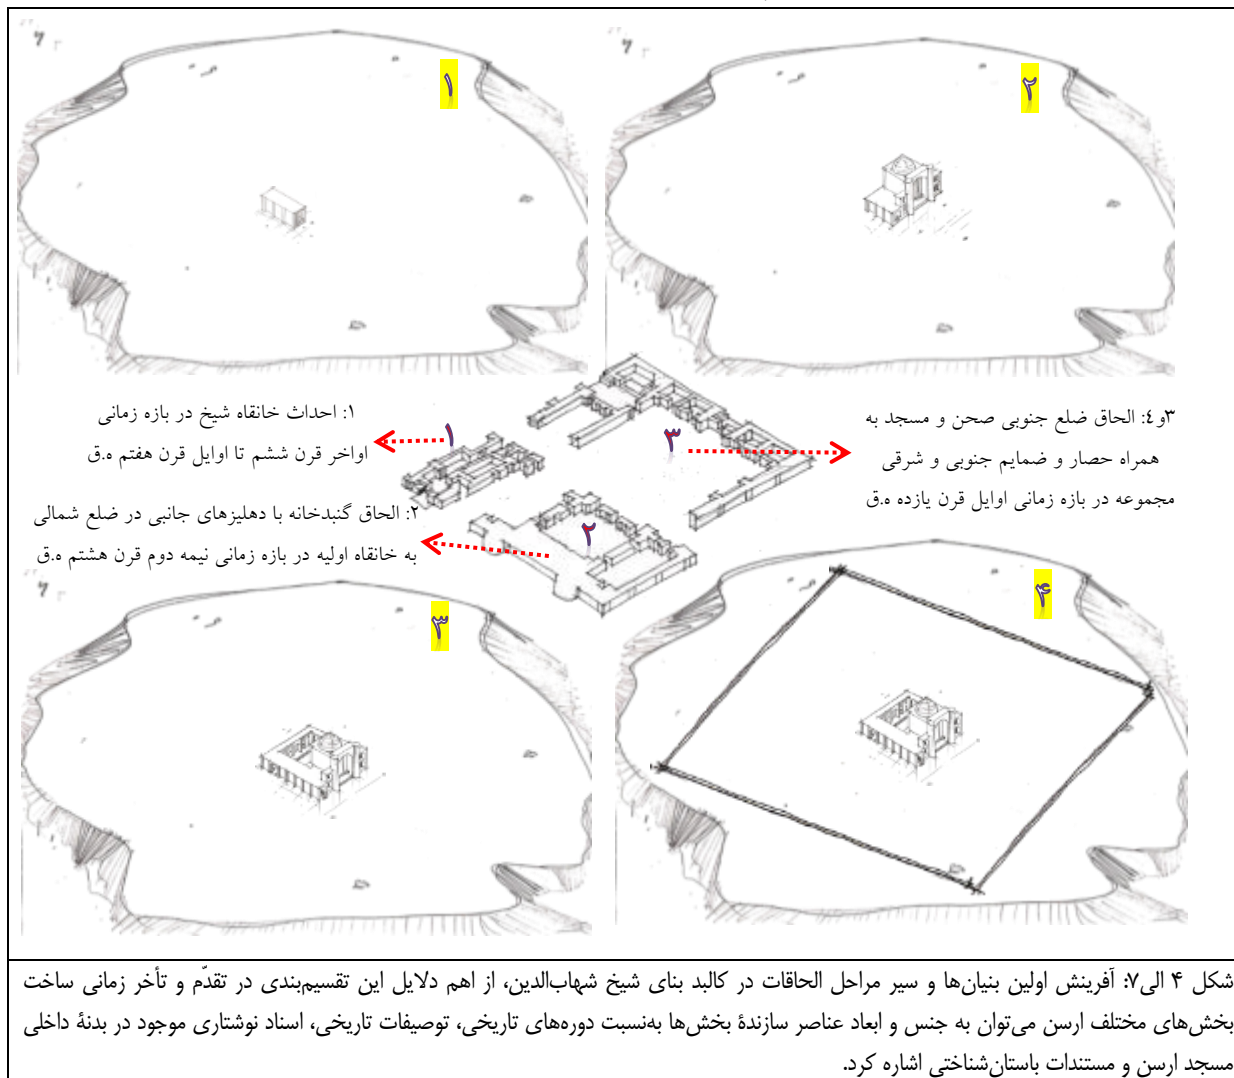 ۱
۲
۱: احداث خانقاه شیخ در بازه زمانی
اواخر قرن ششم تا اوایل قرن هفتم ه.ق
۱
۳
۳و٤: الحاق ضلع جنوبی صحن و مسجد به
همراه حصار و ضمایم جنوبی و شرقی
مجموعه در بازه زمانی اوایل قرن یازده ه.ق
۲: الحاق گنبدخانه با دهلیزهای جانبی در ضلع شمالی
به خانقاه اولیه در بازه زمانی نیمه دوم قرن هشتم ه.ق
۲
۳
۴
شکل ۴ الی۷: آفرینش اولین بنیان‌ها و سیر مراحل الحاقات در کالبد بنای شیخ شهاب‌الدین، از اهم دلایل این تقسیم‌بندی در تقدّم و تأخر زمانی ساخت
بخش‌های مختلف ارسن می‌توان به جنس و ابعاد عناصر سازندۀ بخش‌ها به‌نسبت دوره‌های تاریخی، توصیفات تاریخی، اسناد نوشتاری موجود در بدنۀ داخلی
مسجد ارسن و مستندات باستان‌شناختی اشاره کرد.